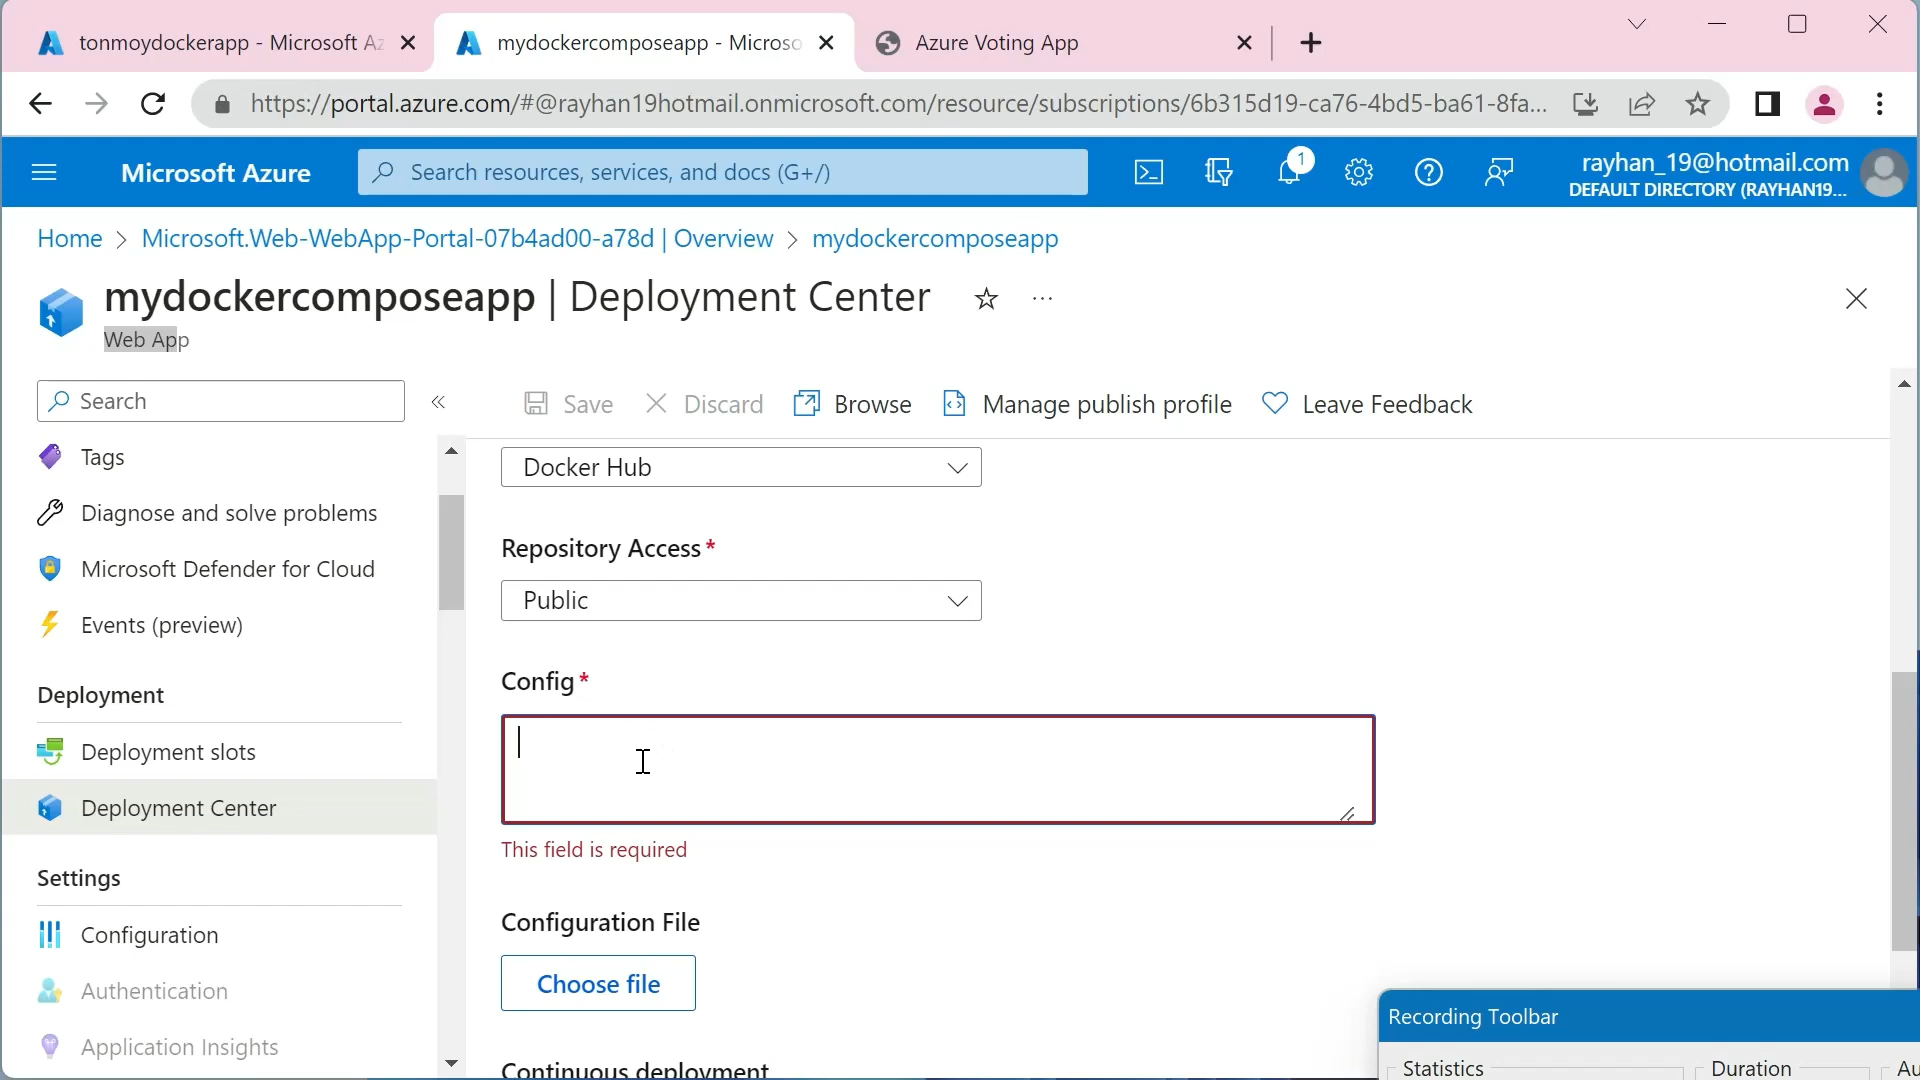 tonmoydockerapp - Microsoft Az
mydockercomposeapp - Microso
Azure Voting App
https://portal.azure.com/#@rayhan19hotmail.onmicrosoft.com/resource/subscriptions/6b315d19-ca76-4bd5-ba61-8fa...
Microsoft Azure
Search resources, services, and docs (G+/)
1
rayhan_19@hotmail.com
DEFAULT DIRECTORY (RAYHAN19...
Home > Microsoft.Web-WebApp-Portal-07b4ad00-a78d | Overview > mydockercomposeapp
mydockercomposeapp | Deployment Center
Web App
Search
Save
Discard
Browse
Manage publish profile
Leave Feedback
Tags
Diagnose and solve problems
Microsoft Defender for Cloud
Events (preview)
Deployment
Deployment slots
Deployment Center
Settings
Configuration
Authentication
Application Insights
Docker Hub
Repository Access *
Public
Config *
This field is required
Configuration File
Choose file
Continuous deployment
Recording Toolbar
Statistics
Duration
Au